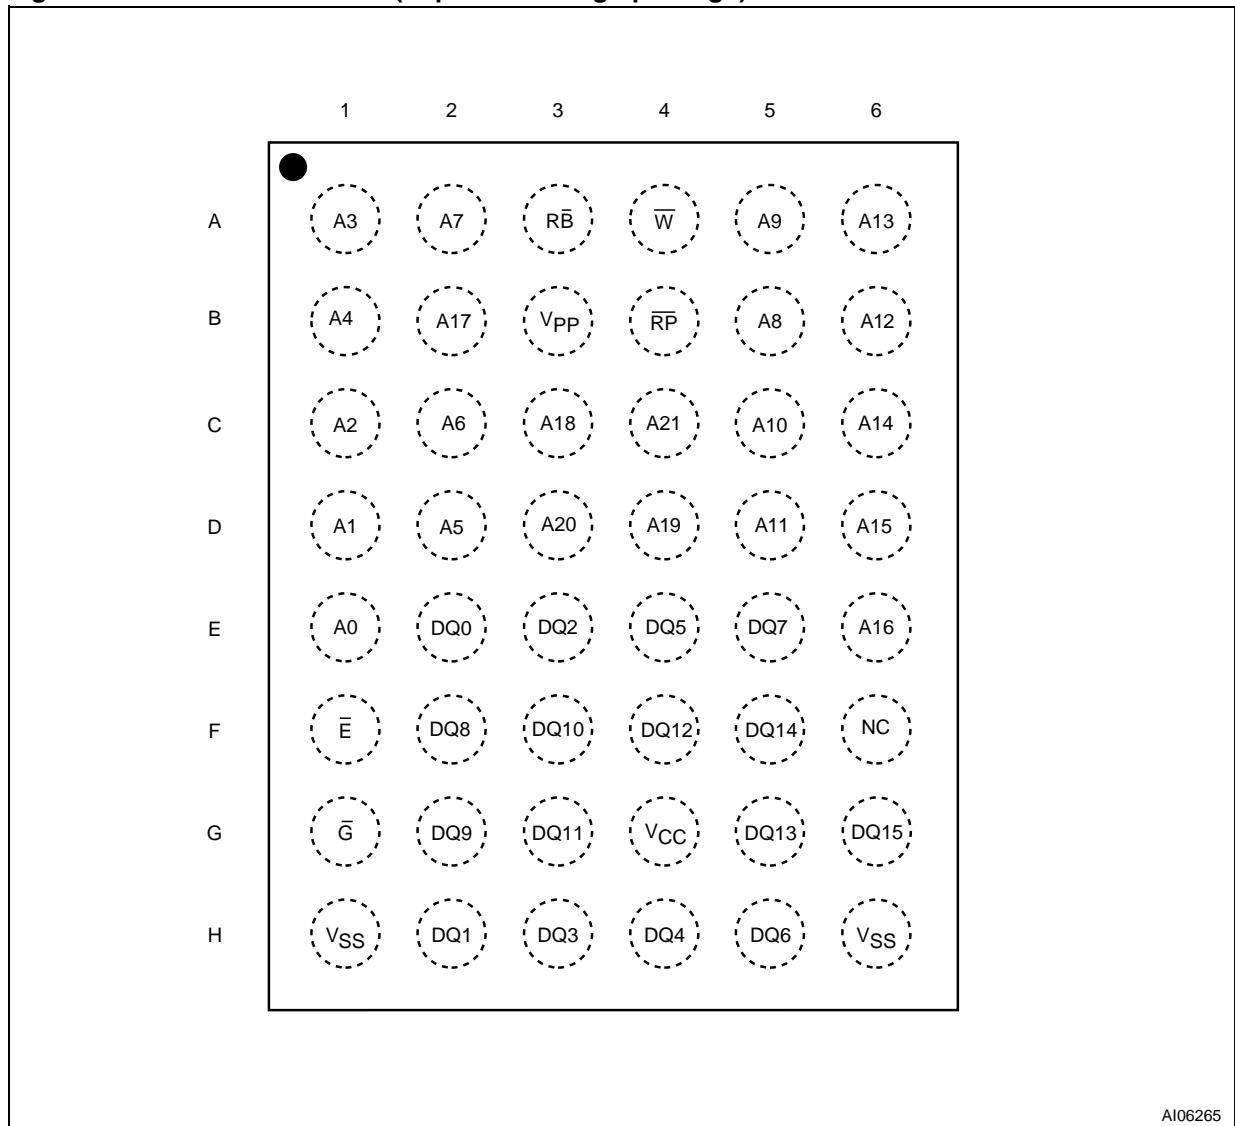 1 2 3 4 5 6
A A3 A7 RB̅ W̅ A9 A13
B A4 A17 VPP R̅P̅ A8 A12
C A2 A6 A18 A21 A10 A14
D A1 A5 A20 A19 A11 A15
E A0 DQ0 DQ2 DQ5 DQ7 A16
F E̅ DQ8 DQ10 DQ12 DQ14 NC
G G̅ DQ9 DQ11 VCC DQ13 DQ15
H VSS DQ1 DQ3 DQ4 DQ6 VSS
AI06265